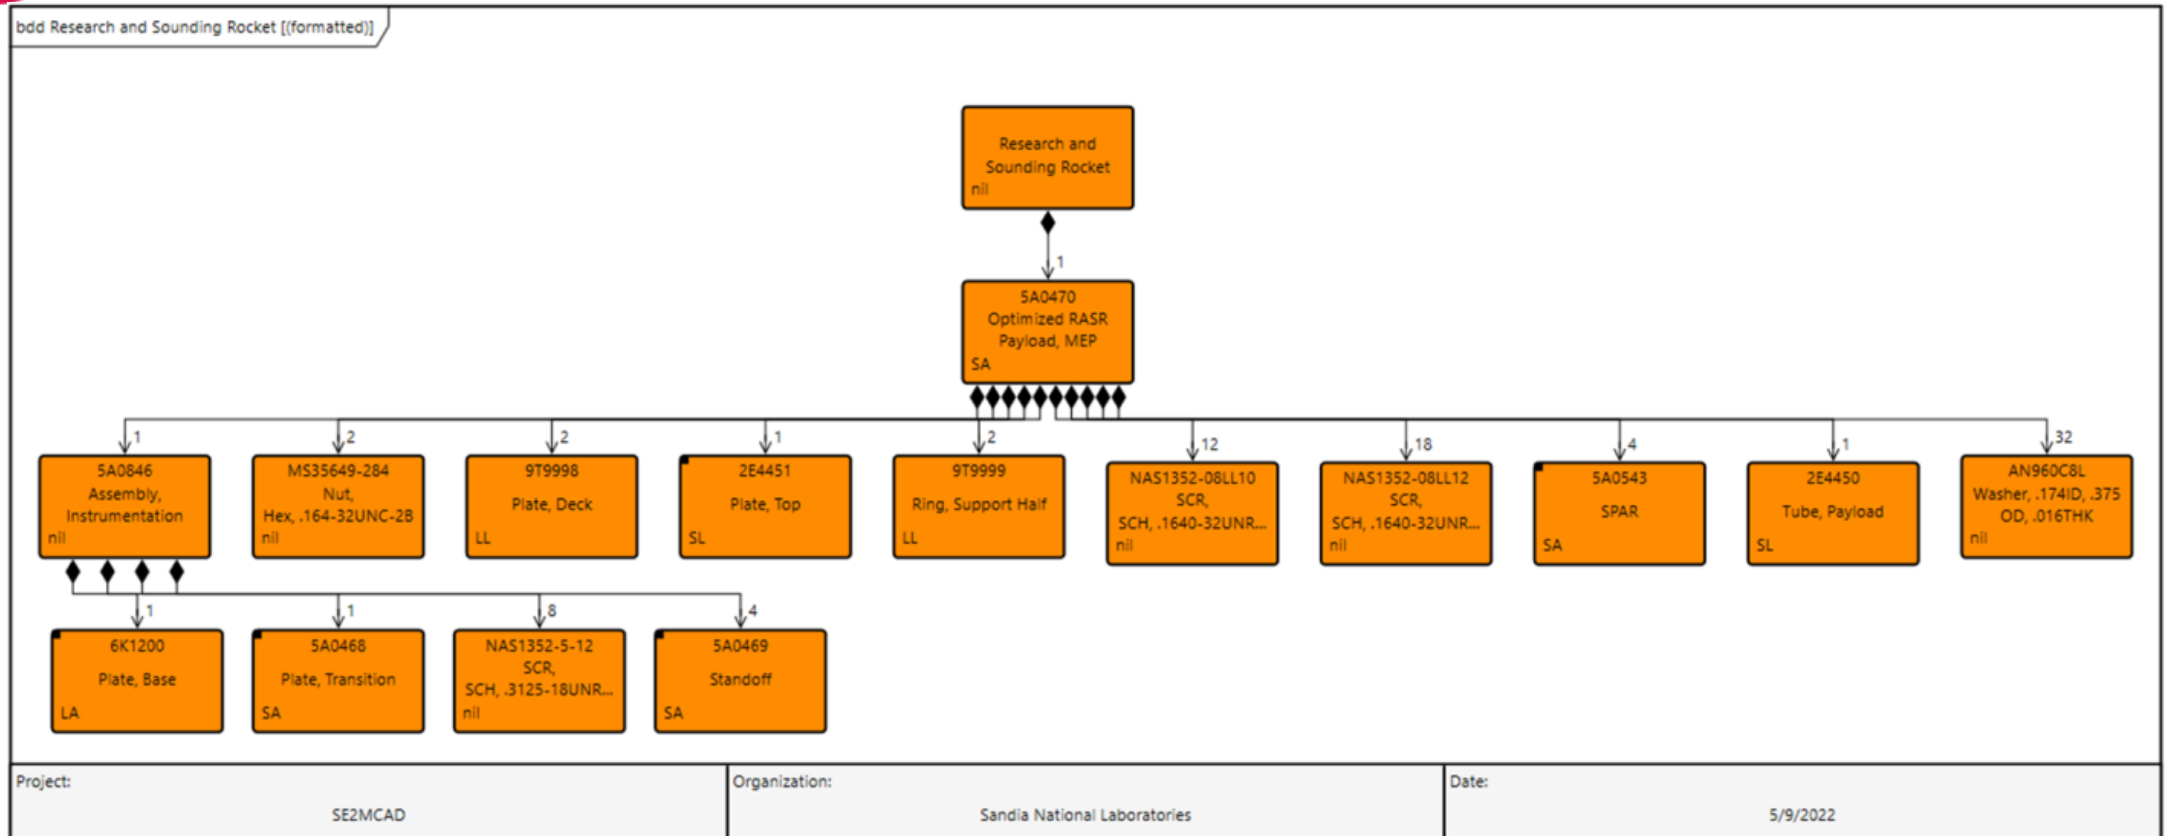 bdd Research and Sounding Rocket [(formatted)]
Research and
Sounding Rocket
nil
1
5A0470
Optimized RASR
Payload, MEP
SA
1
2
2
1
2
12
18
4
1
32
5A0846
Assembly,
Instrumentation
nil
MS35649-284
Nut,
Hex, .164-32UNC-2B
nil
9T9998
Plate, Deck
LL
2E4451
Plate, Top
SL
9T9999
Ring, Support Half
LL
NAS1352-08LL10
SCR,
SCH, .1640-32UNR...
nil
NAS1352-08LL12
SCR,
SCH, .1640-32UNR...
nil
5A0543
SPAR
SA
2E4450
Tube, Payload
SL
AN960C8L
Washer, .174ID, .375
OD, .016THK
nil
1
1
8
4
6K1200
Plate, Base
LA
5A0468
Plate, Transition
SA
NAS1352-5-12
SCR,
SCH, .3125-18UNR...
nil
5A0469
Standoff
SA
Project:
SE2MCAD
Organization:
Sandia National Laboratories
Date:
5/9/2022